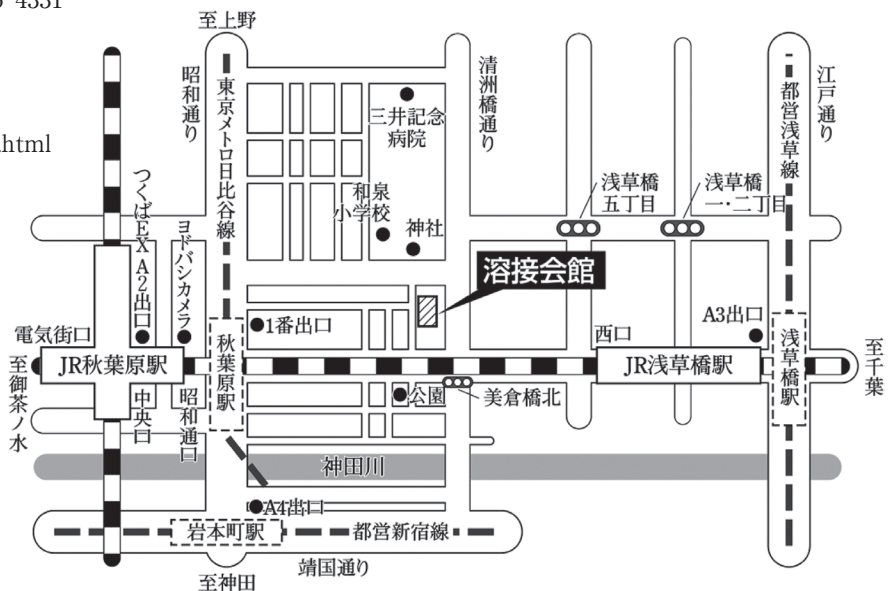 4331
.html
至上野
昭和通り
東京メトロ日比谷線
清洲橋通り
都営浅草線
江戸通り
三井記念
病院
和泉
小学校
神社
浅草橋
五丁目
浅草橋
一・二丁目
つくばEX A2出口
ヨドバシカメラ
溶接会館
電気街口
1番出口
西口
A3出口
至御茶ノ水
JR秋葉原駅
秋葉原駅
JR浅草橋駅
浅草橋駅
至千葉
中央口
昭和通口
公園
美倉橋北
神田川
A4出口
岩本町駅
都営新宿線
靖国通り
至神田